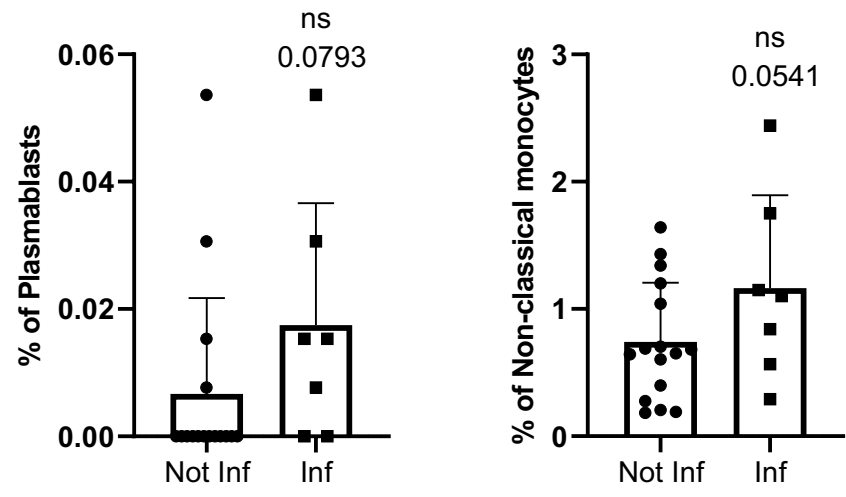 ns
0.0793
0.06
0.04
0.02
0.00
% of Plasmablasts
Not Inf
Inf
ns
0.0541
3
2
1
0
% of Non-classical monocytes
Not Inf
Inf